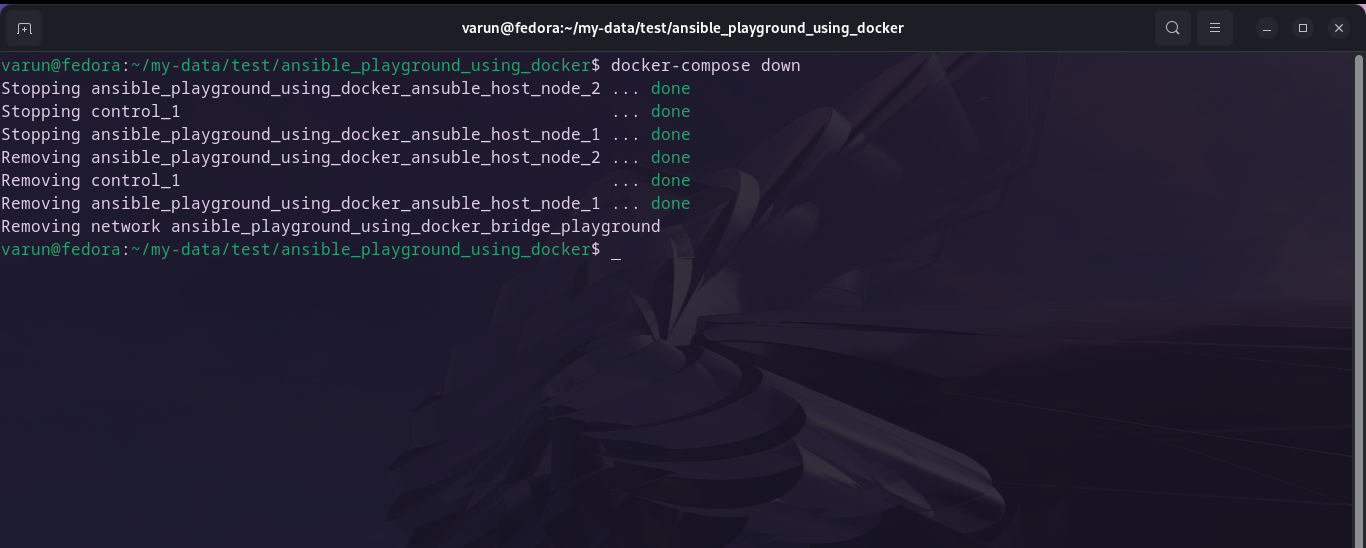 varun@fedora:~/my-data/test/ansible_playground_using_docker
varun@fedora:~/my-data/test/ansible_playground_using_docker$ docker-compose down
Stopping ansible_playground_using_docker_ansuble_host_node_2 ... done
Stopping control_1                                           ... done
Stopping ansible_playground_using_docker_ansuble_host_node_1 ... done
Removing ansible_playground_using_docker_ansuble_host_node_2 ... done
Removing control_1                                           ... done
Removing ansible_playground_using_docker_ansuble_host_node_1 ... done
Removing network ansible_playground_using_docker_bridge_playground
varun@fedora:~/my-data/test/ansible_playground_using_docker$ _